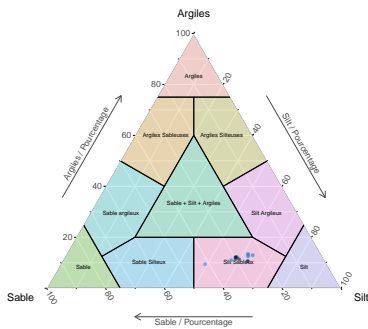 Argiles
100
Argiles
80
20
Argiles Sableuses
Argiles Silteuses
60
40
Argiles / Pourcentage
Silt / Pourcentage
40
60
Sable argileux
Sable + Silt + Argiles
Silt Argileux
20
80
Sable
Sable Silteux
Silt Sableux
Silt
Sable
100
80
60
40
20
100
Silt
Sable / Pourcentage